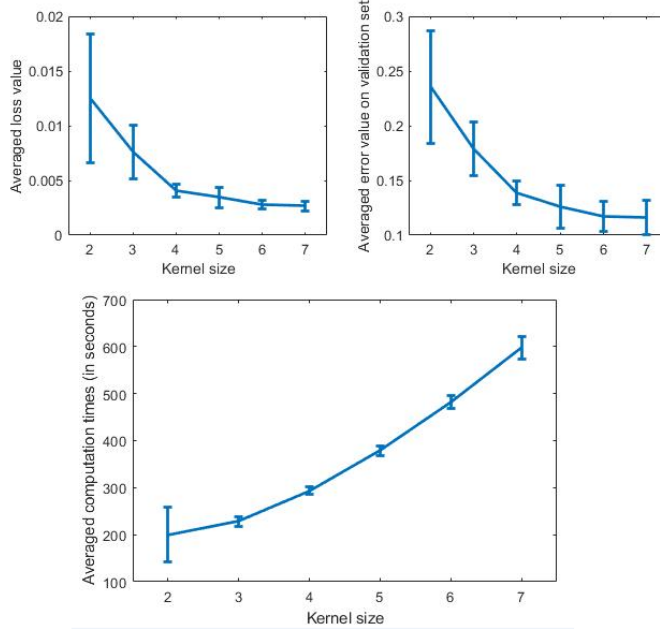 Averaged loss value
0.02
0.015
0.01
0.005
0
2 3 4 5 6 7
Kernel size
Averaged error value on validation set
0.3
0.25
0.2
0.15
0.1
2 3 4 5 6 7
Kernel size
Averaged computation times (in seconds)
700
600
500
400
300
200
100
2 3 4 5 6 7
Kernel size